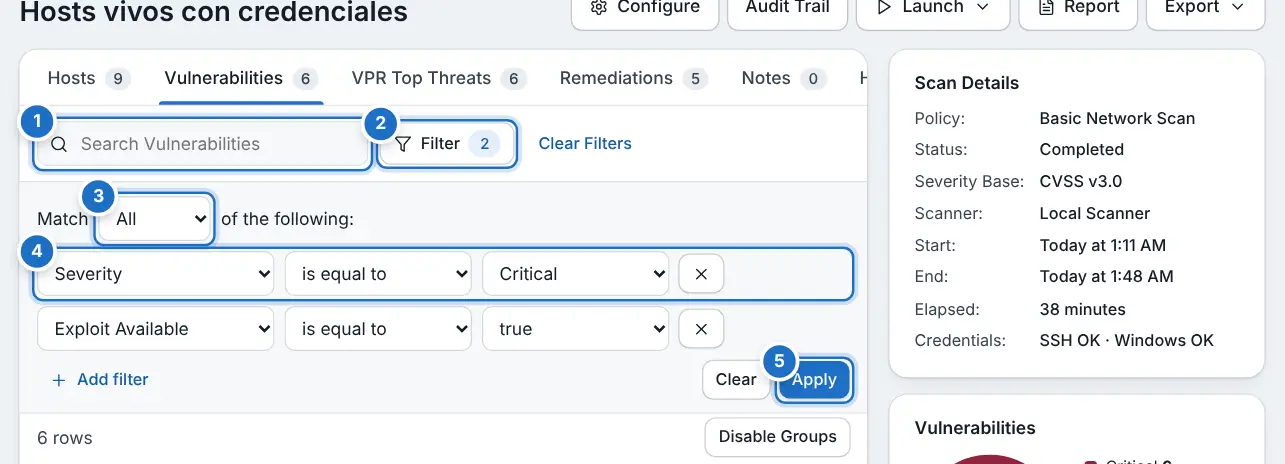 Hosts vivos con credenciales
Configure
Audit Trail
Launch
Report
Export
Hosts 9
Vulnerabilities 6
VPR Top Threats 6
Remediations 5
Notes 0
1
Search Vulnerabilities
2
Filter 2
Clear Filters
3
Match All of the following:
4
Severity is equal to Critical
Exploit Available is equal to true
+ Add filter
Clear
5
Apply
6 rows
Disable Groups
Scan Details
Policy: Basic Network Scan
Status: Completed
Severity Base: CVSS v3.0
Scanner: Local Scanner
Start: Today at 1:11 AM
End: Today at 1:48 AM
Elapsed: 38 minutes
Credentials: SSH OK · Windows OK
Vulnerabilities
Critical 6